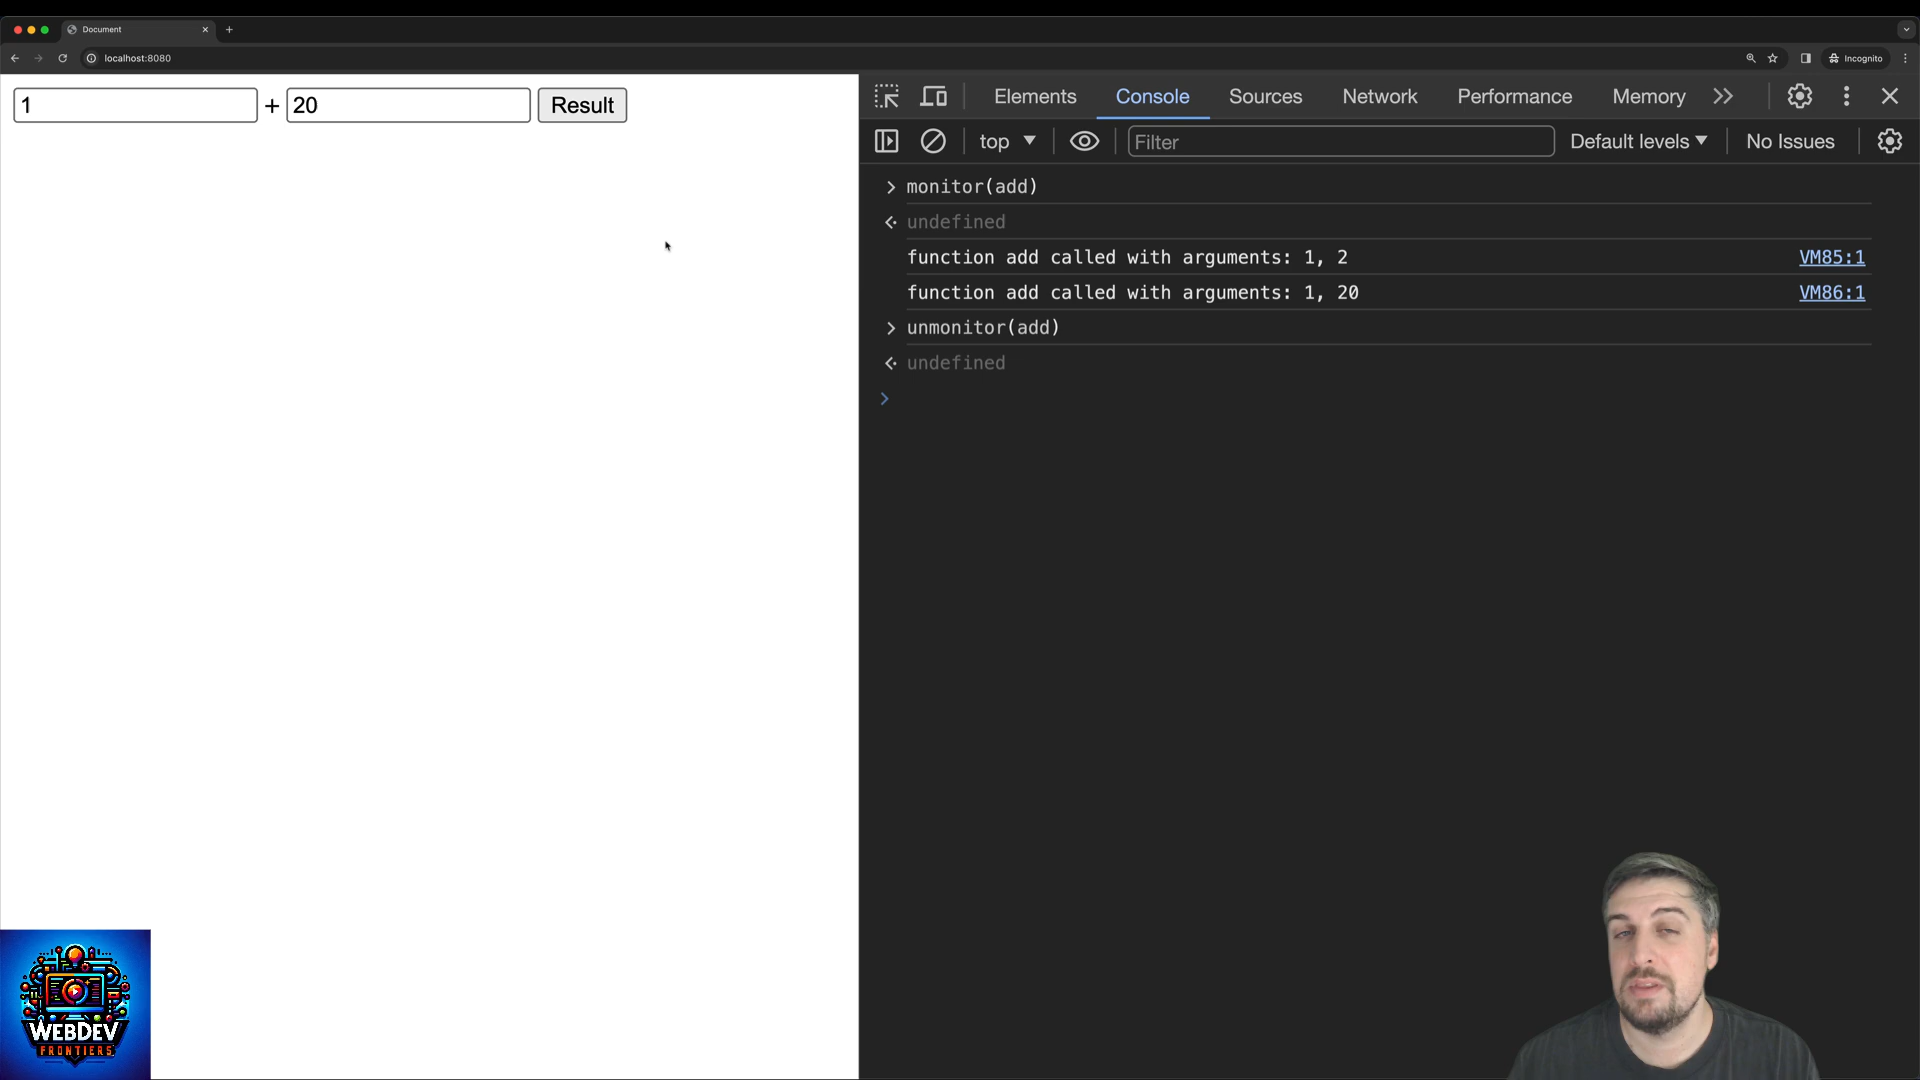 Document
localhost:8080
Incognito
1 + 20 Result
Elements Console Sources Network Performance Memory
top Filter Default levels No Issues
monitor(add)
undefined
function add called with arguments: 1, 2 VM85:1
function add called with arguments: 1, 20 VM86:1
unmonitor(add)
undefined
WEBDEV
FRONTIERS